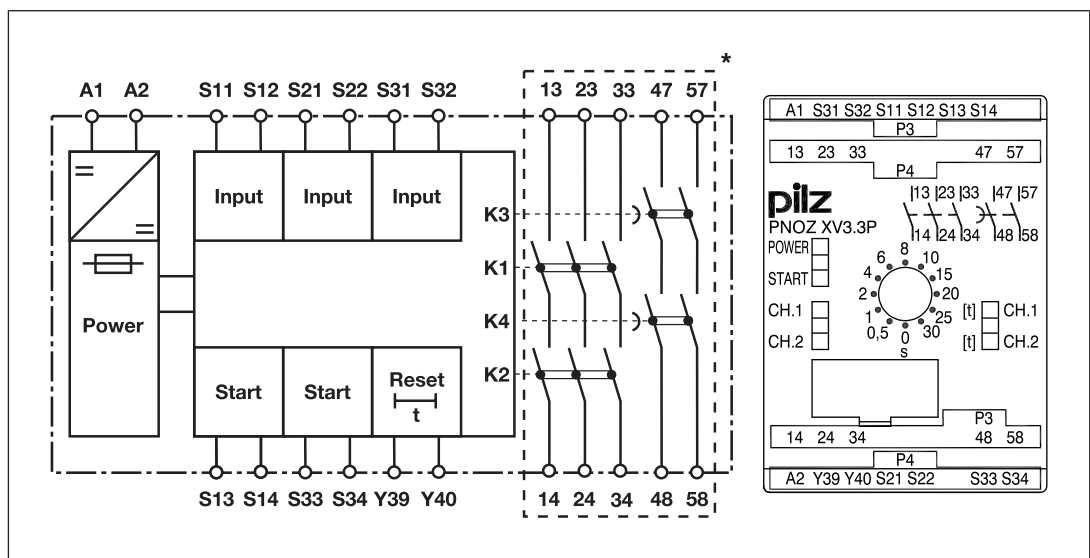 *
A1 A2 S11 S12 S21 S22 S31 S32 13 23 33 47 57
Input Input Input
K3
K1
Power
K4
K2
Start Start Reset
t
S13 S14 S33 S34 Y39 Y40 14 24 34 48 58
A1 S31 S32 S11 S12 S13 S14
P3
13 23 33 47 57
P4
pilz
13 23 33 47 57
14 24 34 48 58
PNOZ XV3.3P
POWER
START
CH.1
CH.2
8
6 10
4 15
2 20
1 25
0,5 30
0
s
[t] CH.1
[t] CH.2
P3
14 24 34 48 58
P4
A2 Y39 Y40 S21 S22 S33 S34